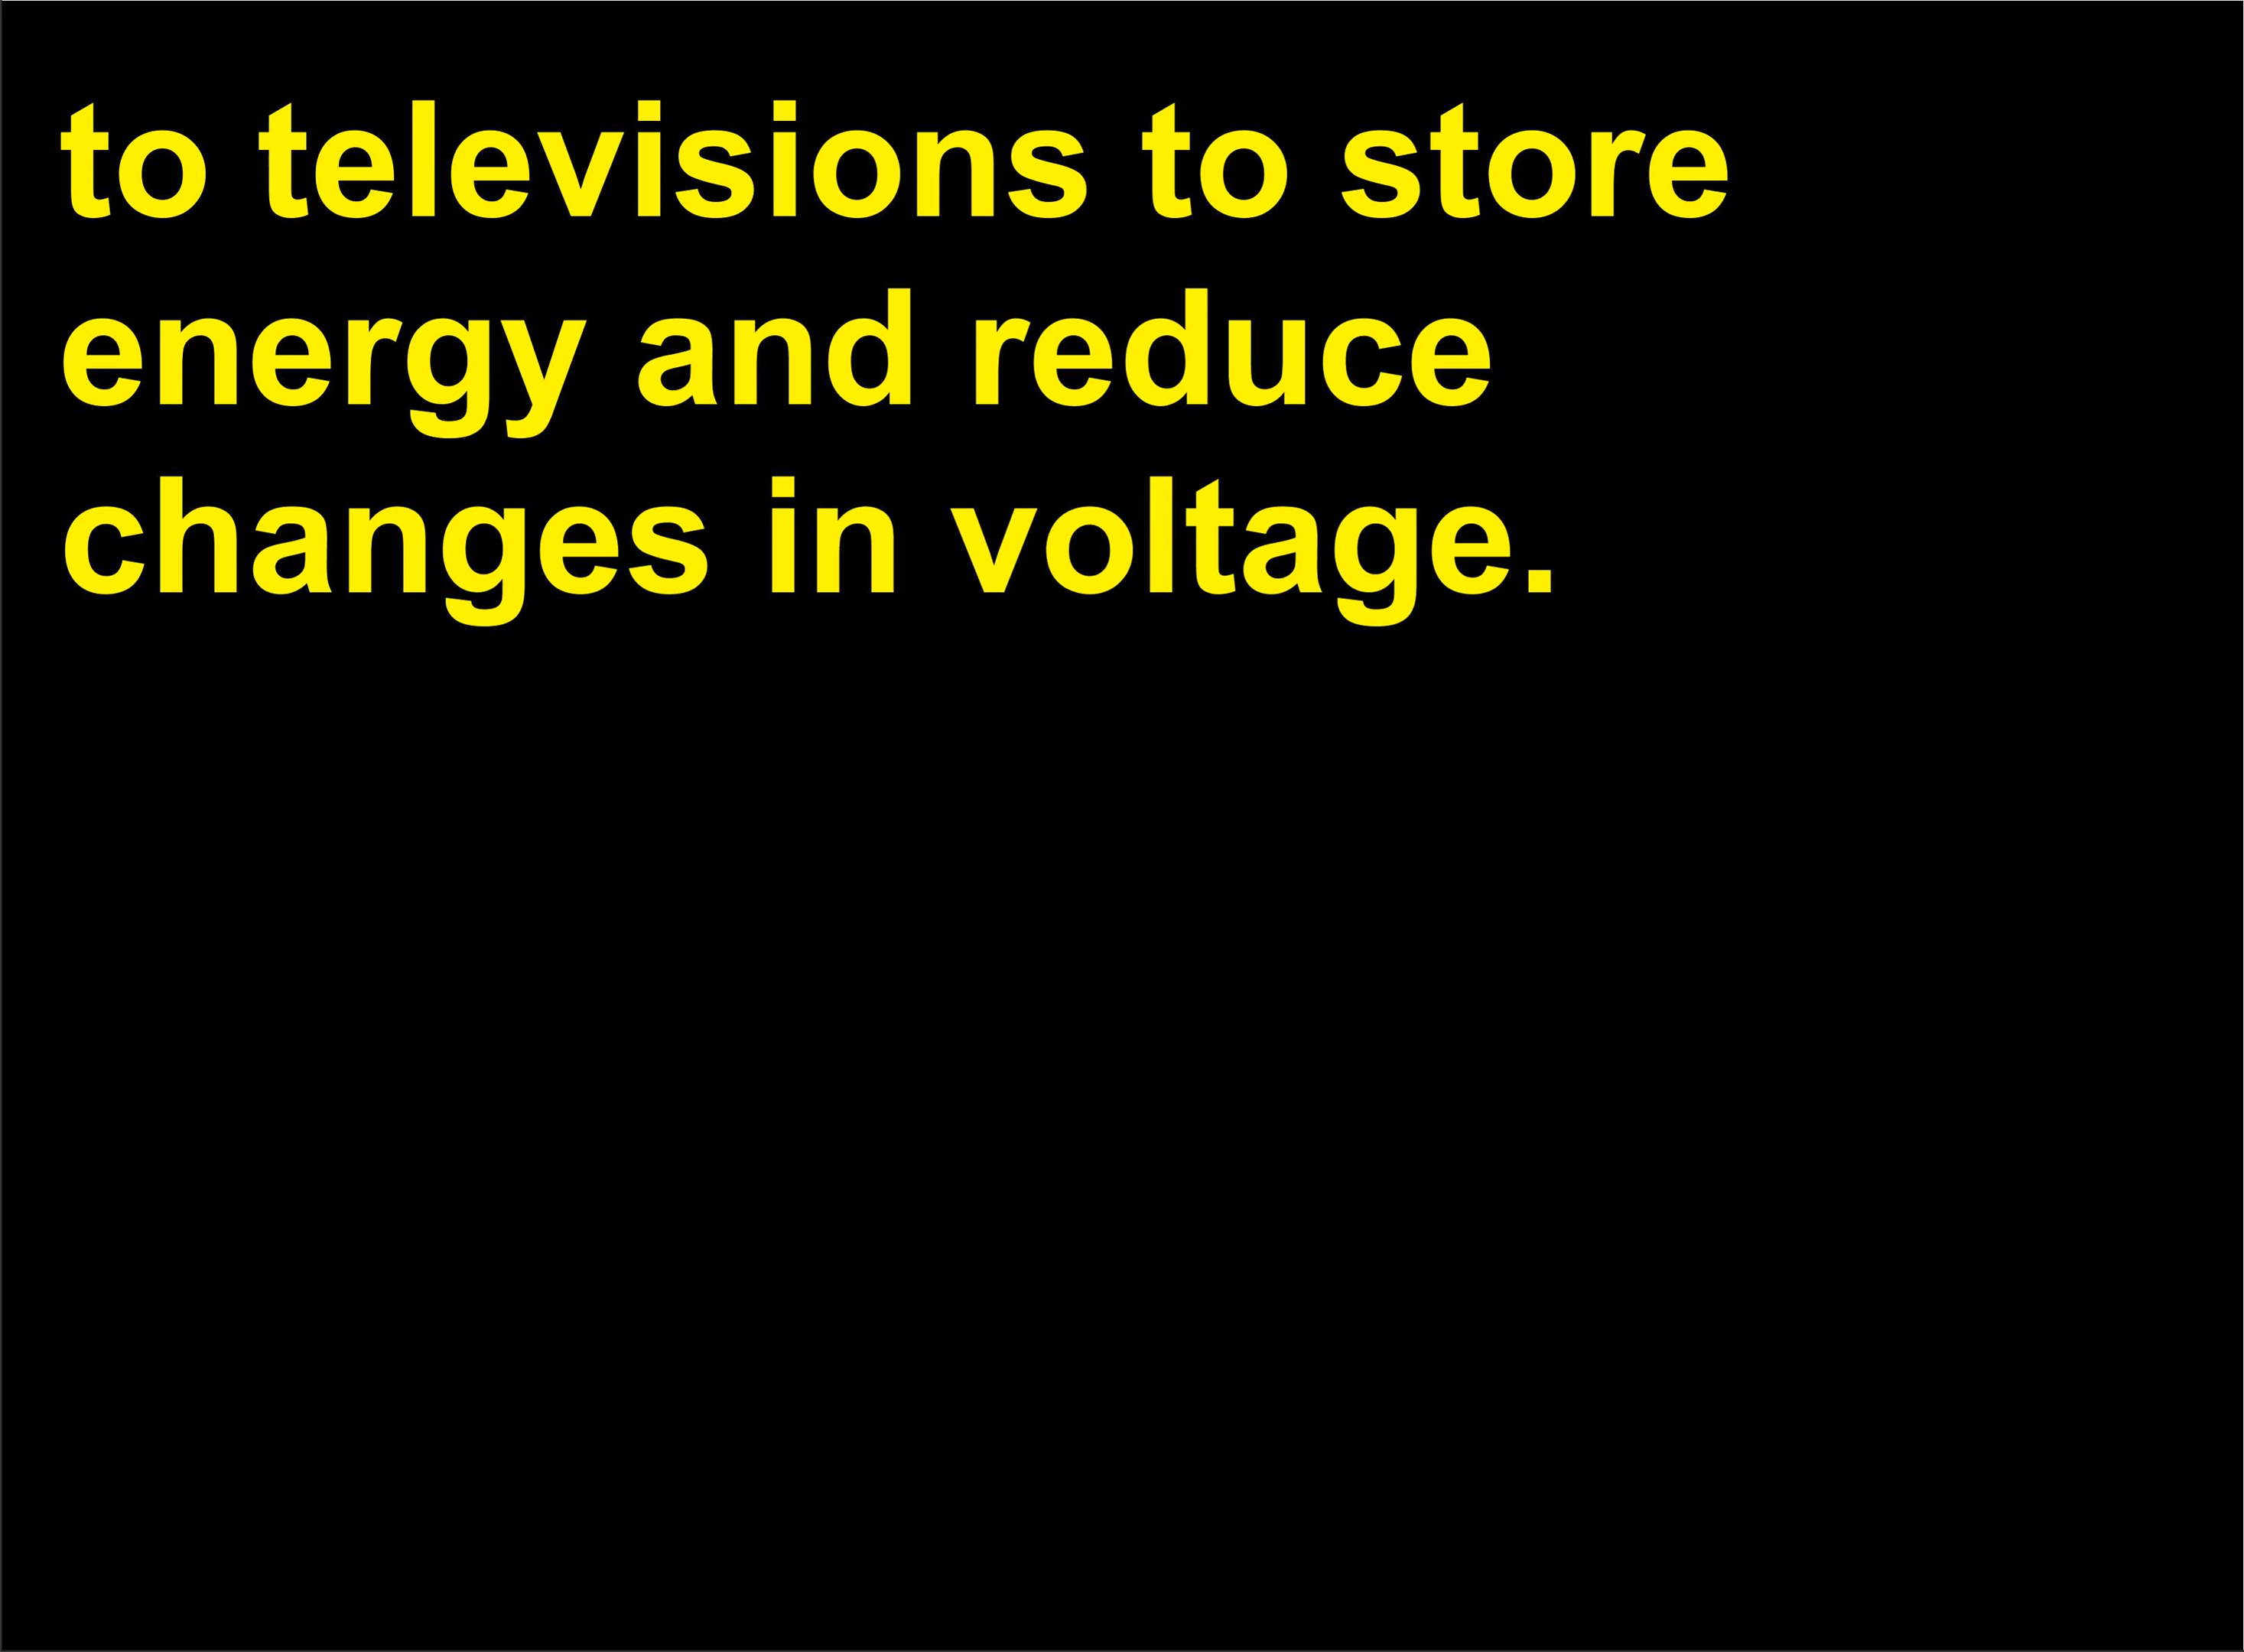 to televisions to store
energy and reduce
changes in voltage.